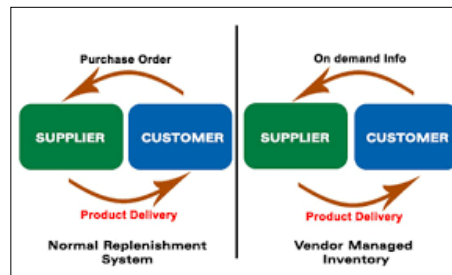 Purchase Order
SUPPLIER
CUSTOMER
Product Delivery
Normal Replenishment
System
On demand Info
SUPPLIER
CUSTOMER
Product Delivery
Vendor Managed
Inventory